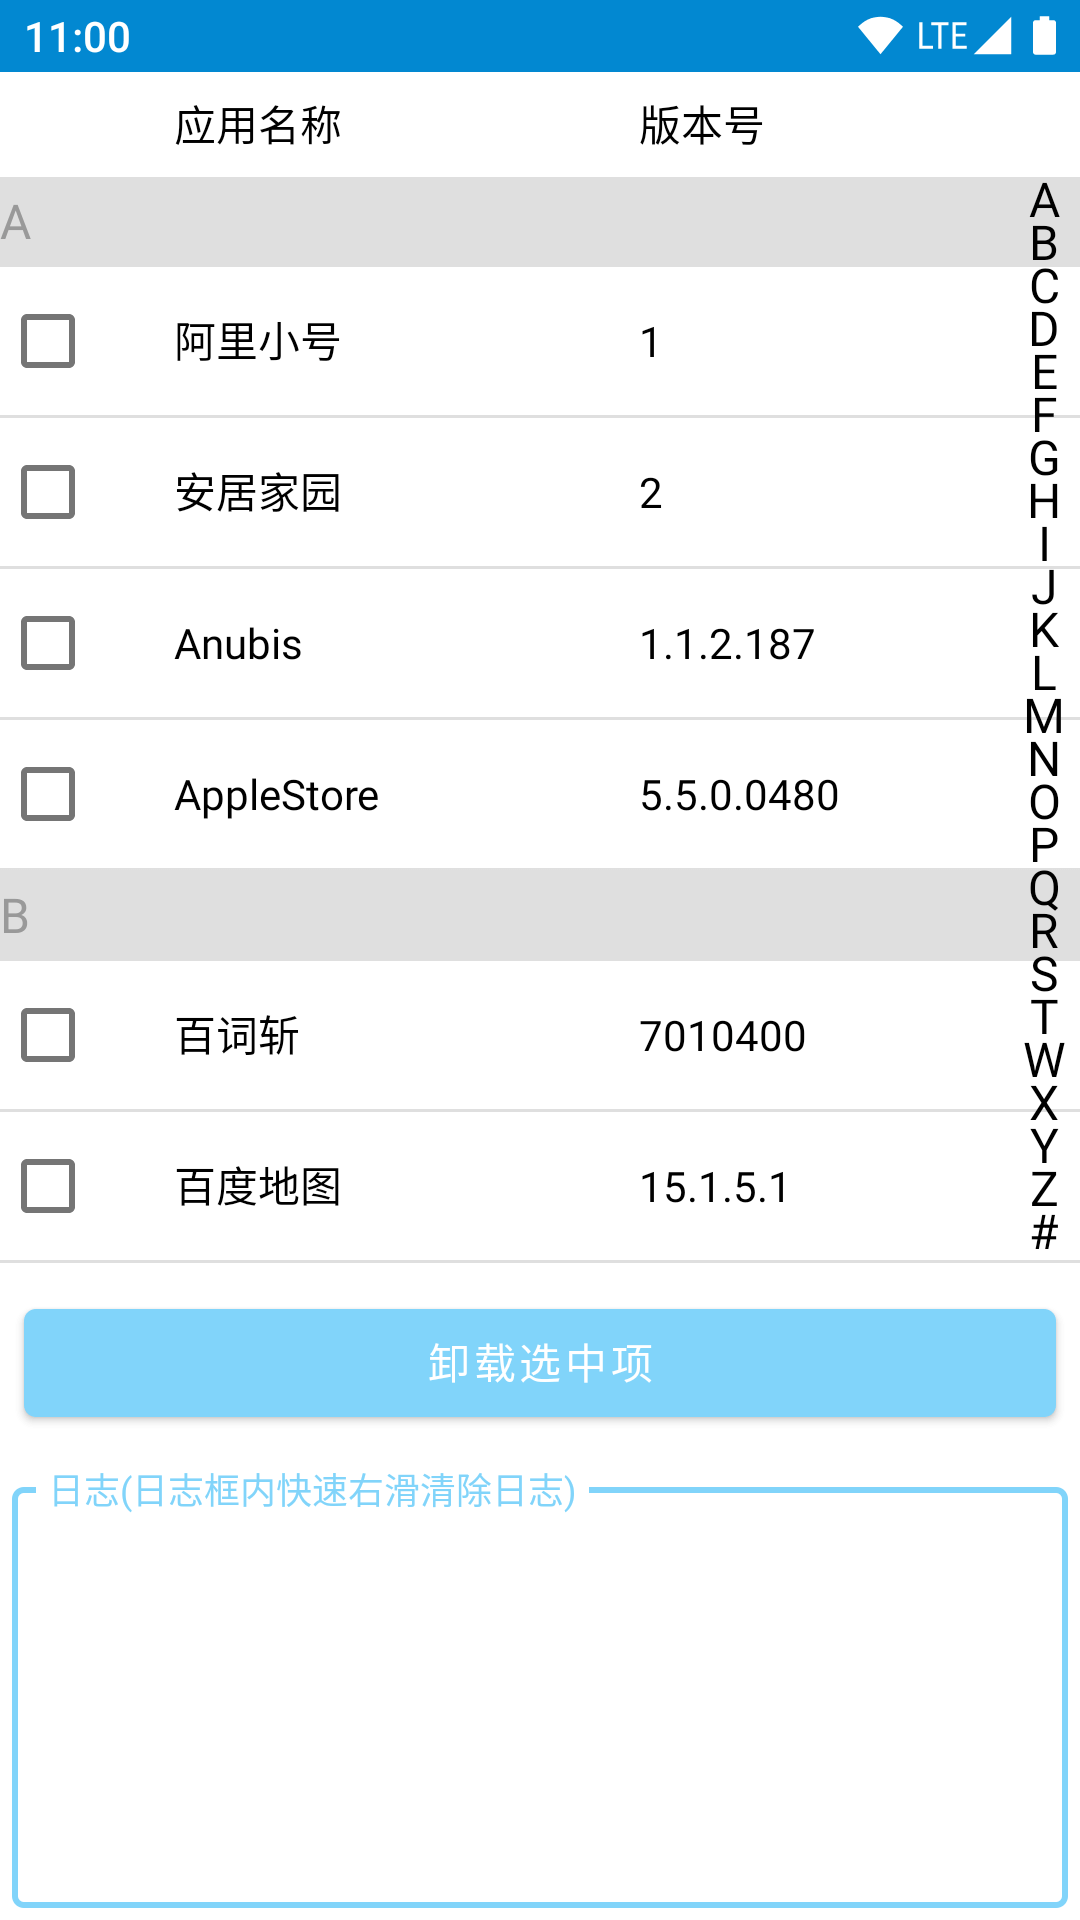 11:00 LTE
应用名称 版本号
A
阿里小号 1
安居家园 2
Anubis 1.1.2.187
AppleStore 5.5.0.0480
B
百词斩 7010400
百度地图 15.1.5.1
A
B
C
D
E
F
G
H
I
J
K
L
M
N
O
P
Q
R
S
T
W
X
Y
Z
#
卸载选中项
日志(日志框内快速右滑清除日志)